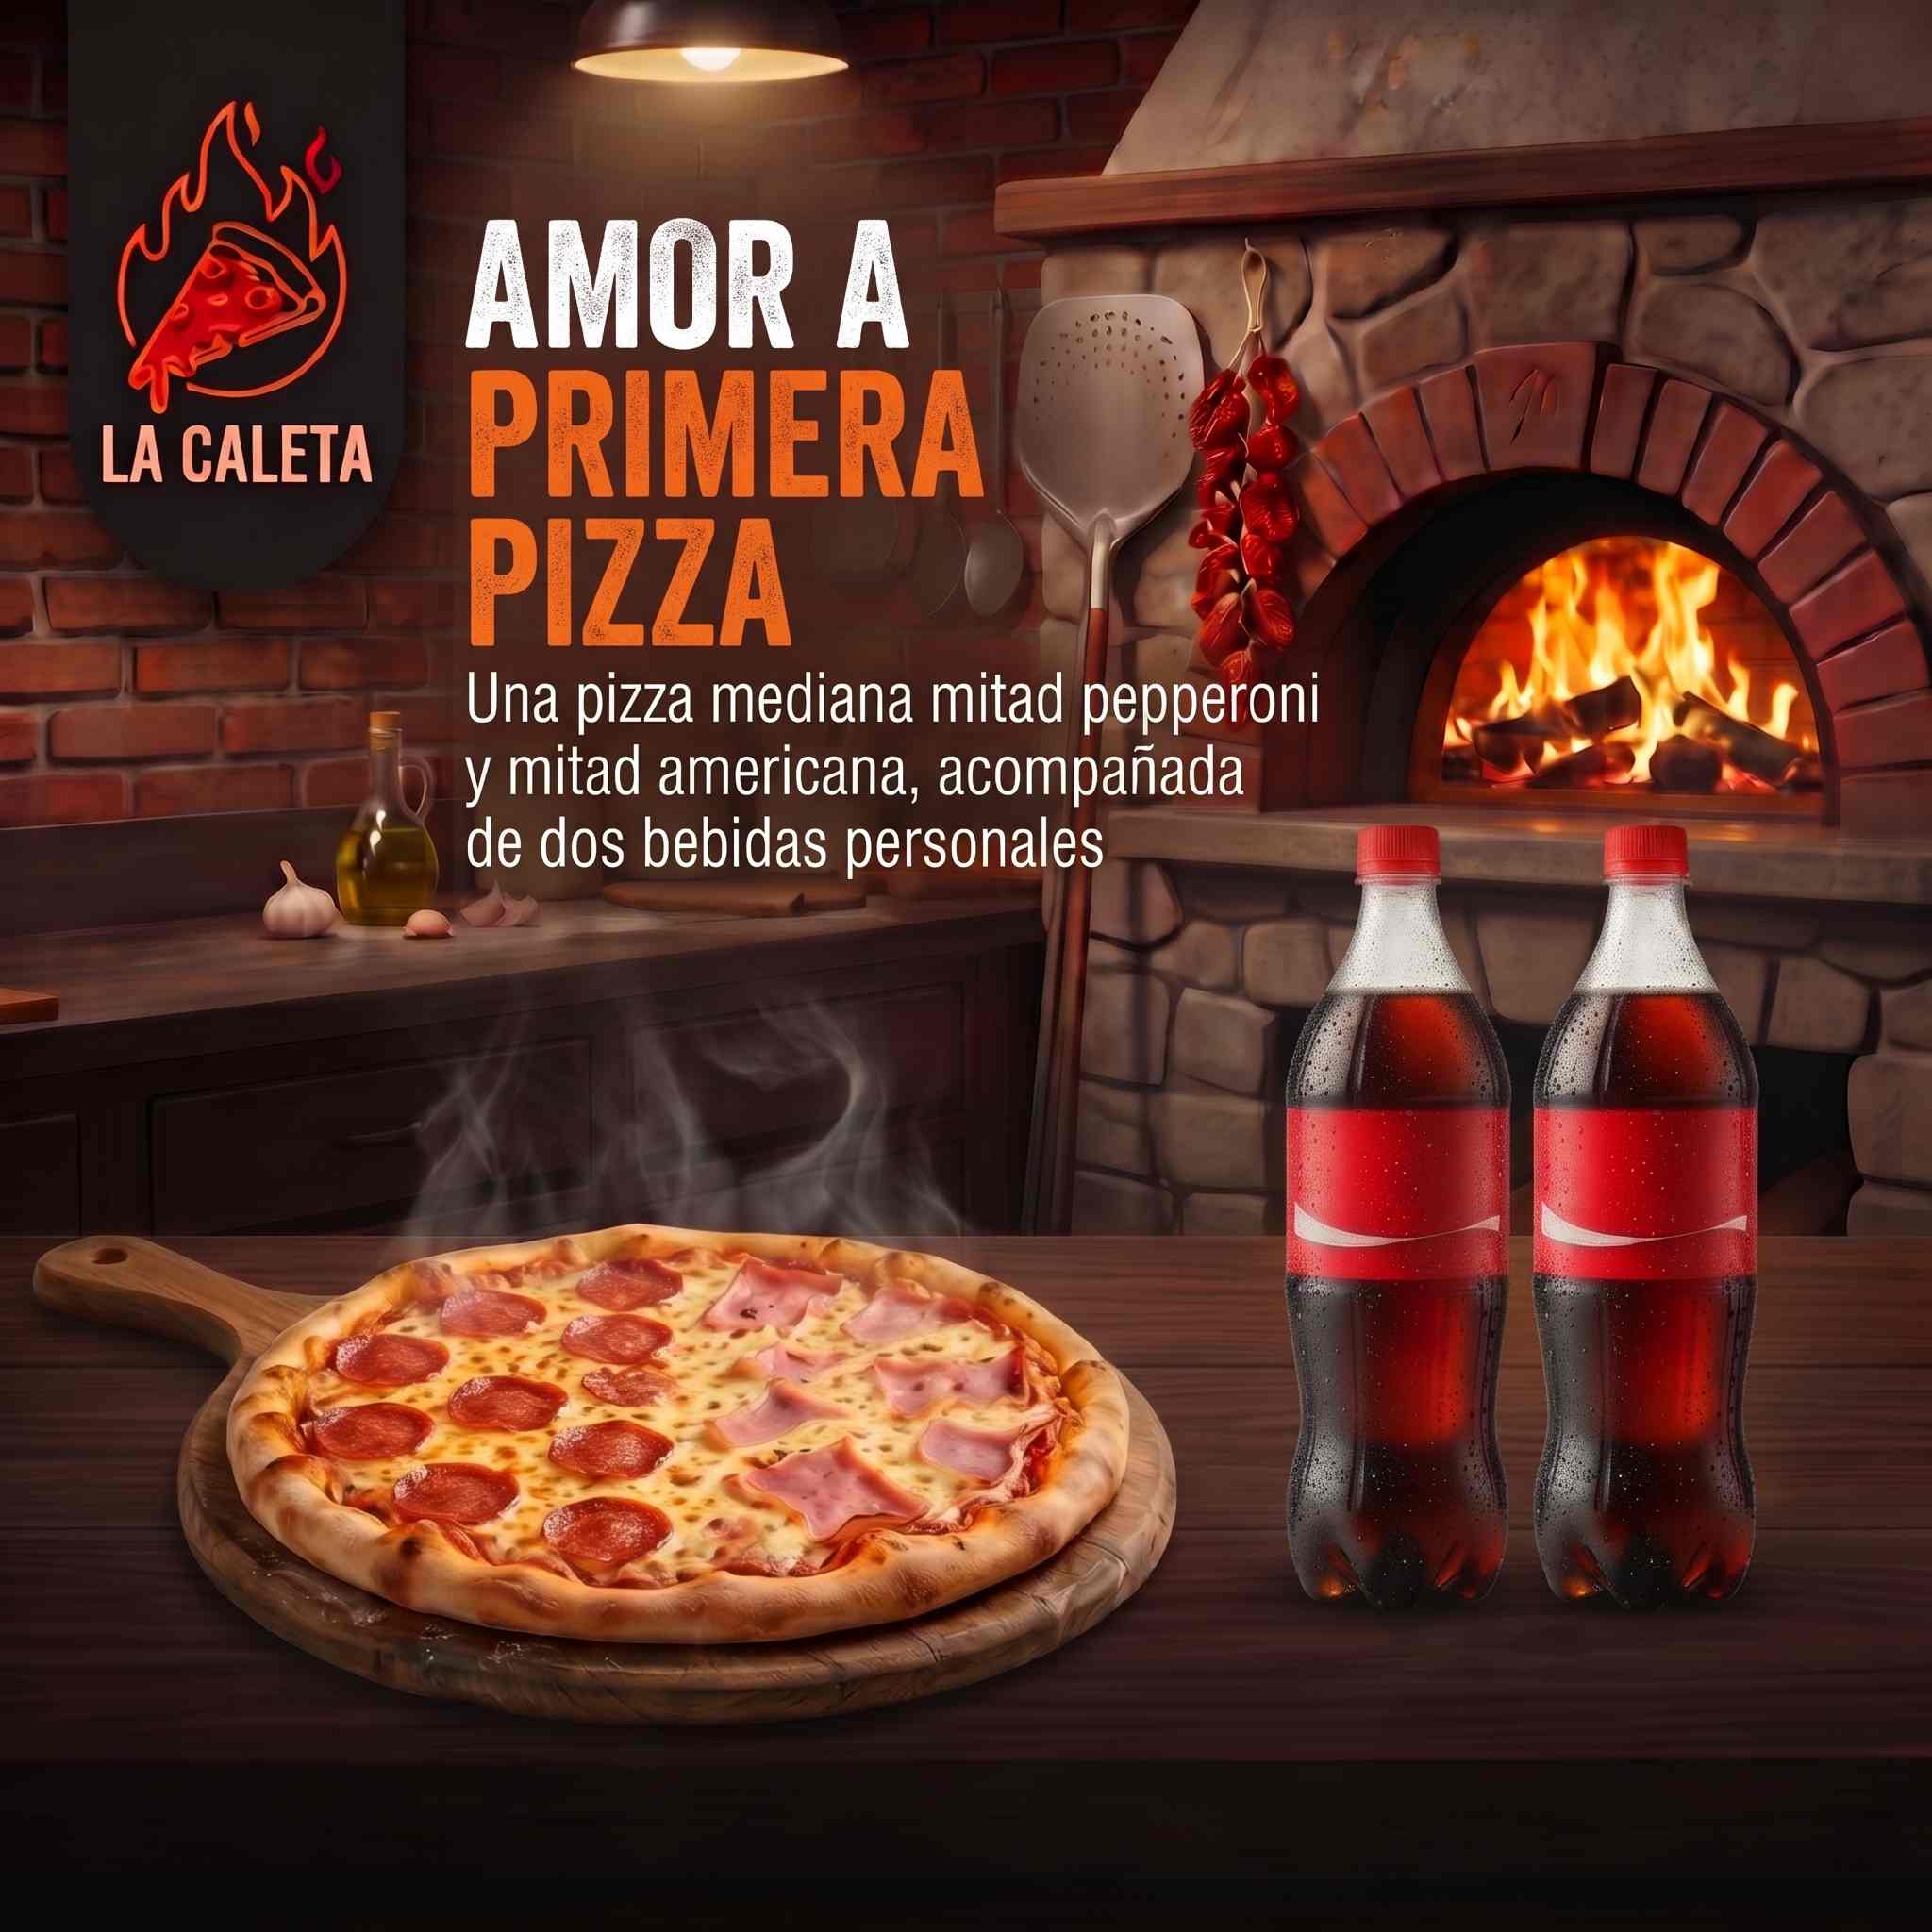 LA CALETA
AMOR A
PRIMERA
PIZZA
Una pizza mediana mitad pepperoni
y mitad americana, acompañada
de dos bebidas personales